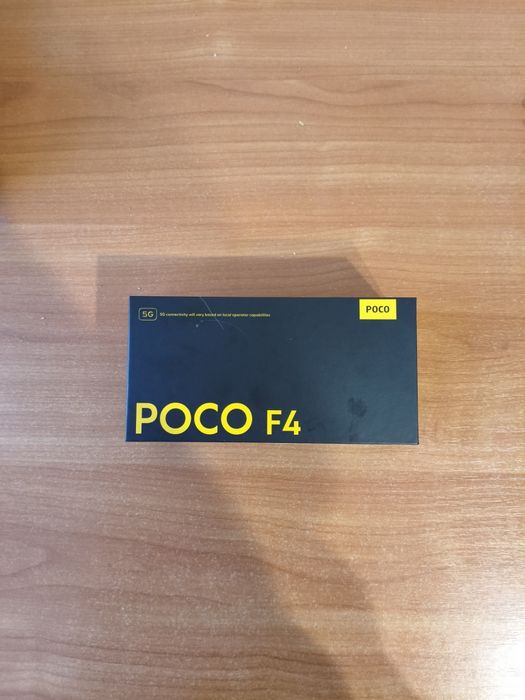 5G 5G connectivity will vary based on local operator capabilities
POCO
POCO F4